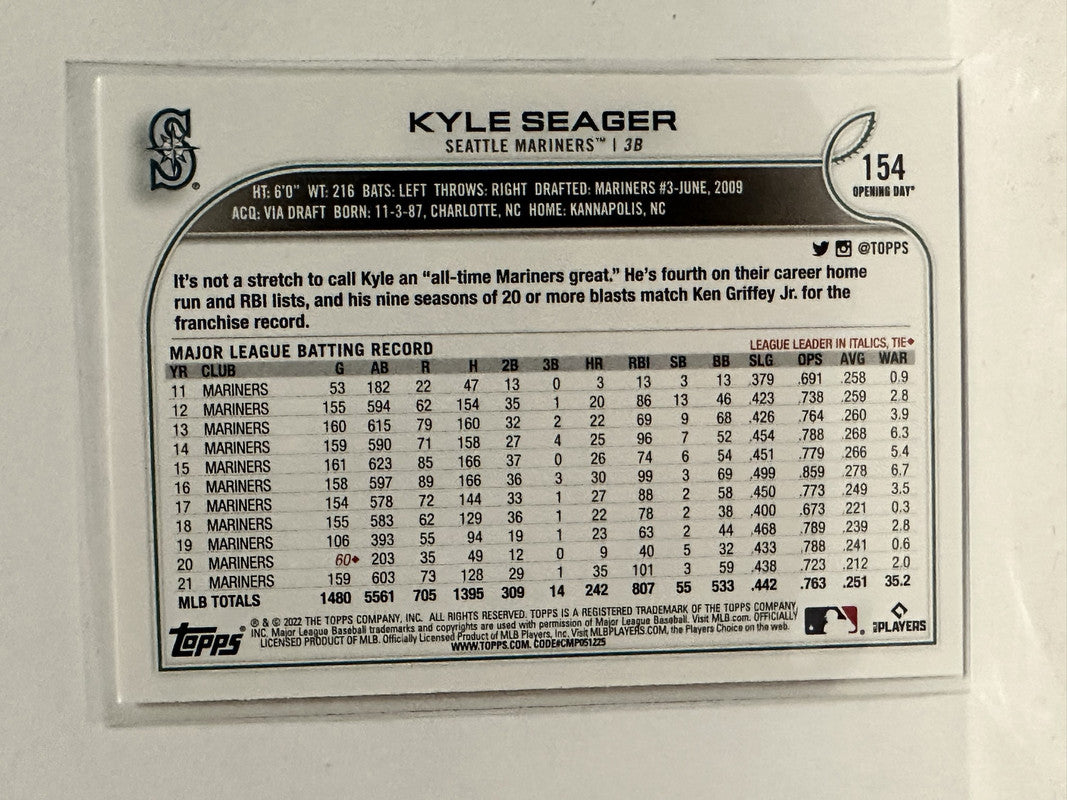 KYLE SEAGER
SEATTLE MARINERS™ | 3B
154
OPENING DAY®
HT: 6'0" WT: 216 BATS: LEFT THROWS: RIGHT DRAFTED: MARINERS #3-JUNE, 2009
ACQ: VIA DRAFT BORN: 11-3-87, CHARLOTTE, NC HOME: KANNAPOLIS, NC
@TOPPS
It's not a stretch to call Kyle an “all-time Mariners great.” He's fourth on their career home
run and RBI lists, and his nine seasons of 20 or more blasts match Ken Griffey Jr. for the
franchise record.
MAJOR LEAGUE BATTING RECORD LEAGUE LEADER IN ITALICS, TIE◆
YR CLUB G AB R H 2B 3B HR RBI SB BB SLG OPS AVG WAR
11 MARINERS 53 182 22 47 13 0 3 13 3 13 .379 .691 .258 0.9
12 MARINERS 155 594 62 154 35 1 20 86 13 46 .423 .738 .259 2.8
13 MARINERS 160 615 79 160 32 2 22 69 9 68 .426 .764 .260 3.9
14 MARINERS 159 590 71 158 27 4 25 96 7 52 .454 .788 .268 6.3
15 MARINERS 161 623 85 166 37 0 26 74 6 54 .451 .779 .266 5.4
16 MARINERS 158 597 89 166 36 3 30 99 3 69 .499 .859 .278 6.7
17 MARINERS 154 578 72 144 33 1 27 88 2 58 .450 .773 .249 3.5
18 MARINERS 155 583 62 129 36 1 22 78 2 38 .400 .673 .221 0.3
19 MARINERS 106 393 55 94 19 1 23 63 2 44 .468 .789 .239 2.8
20 MARINERS 60◆ 203 35 49 12 0 9 40 5 32 .433 .788 .241 0.6
21 MARINERS 159 603 73 128 29 1 35 101 3 59 .438 .723 .212 2.0
MLB TOTALS 1480 5561 705 1395 309 14 242 807 55 533 .442 .763 .251 35.2
TOPPS®
® & © 2022 THE TOPPS COMPANY, INC. ALL RIGHTS RESERVED. TOPPS IS A REGISTERED TRADEMARK OF THE TOPPS COMPANY,
INC. Major League Baseball trademarks and copyrights are used with permission of Major League Baseball. Visit MLB.com. OFFICIALLY
LICENSED PRODUCT OF MLB. Officially Licensed Product of MLB Players, Inc. Visit MLBPLAYERS.COM, the Players Choice on the web.
WWW.TOPPS.COM. CODE#CMP051225
PLAYERS